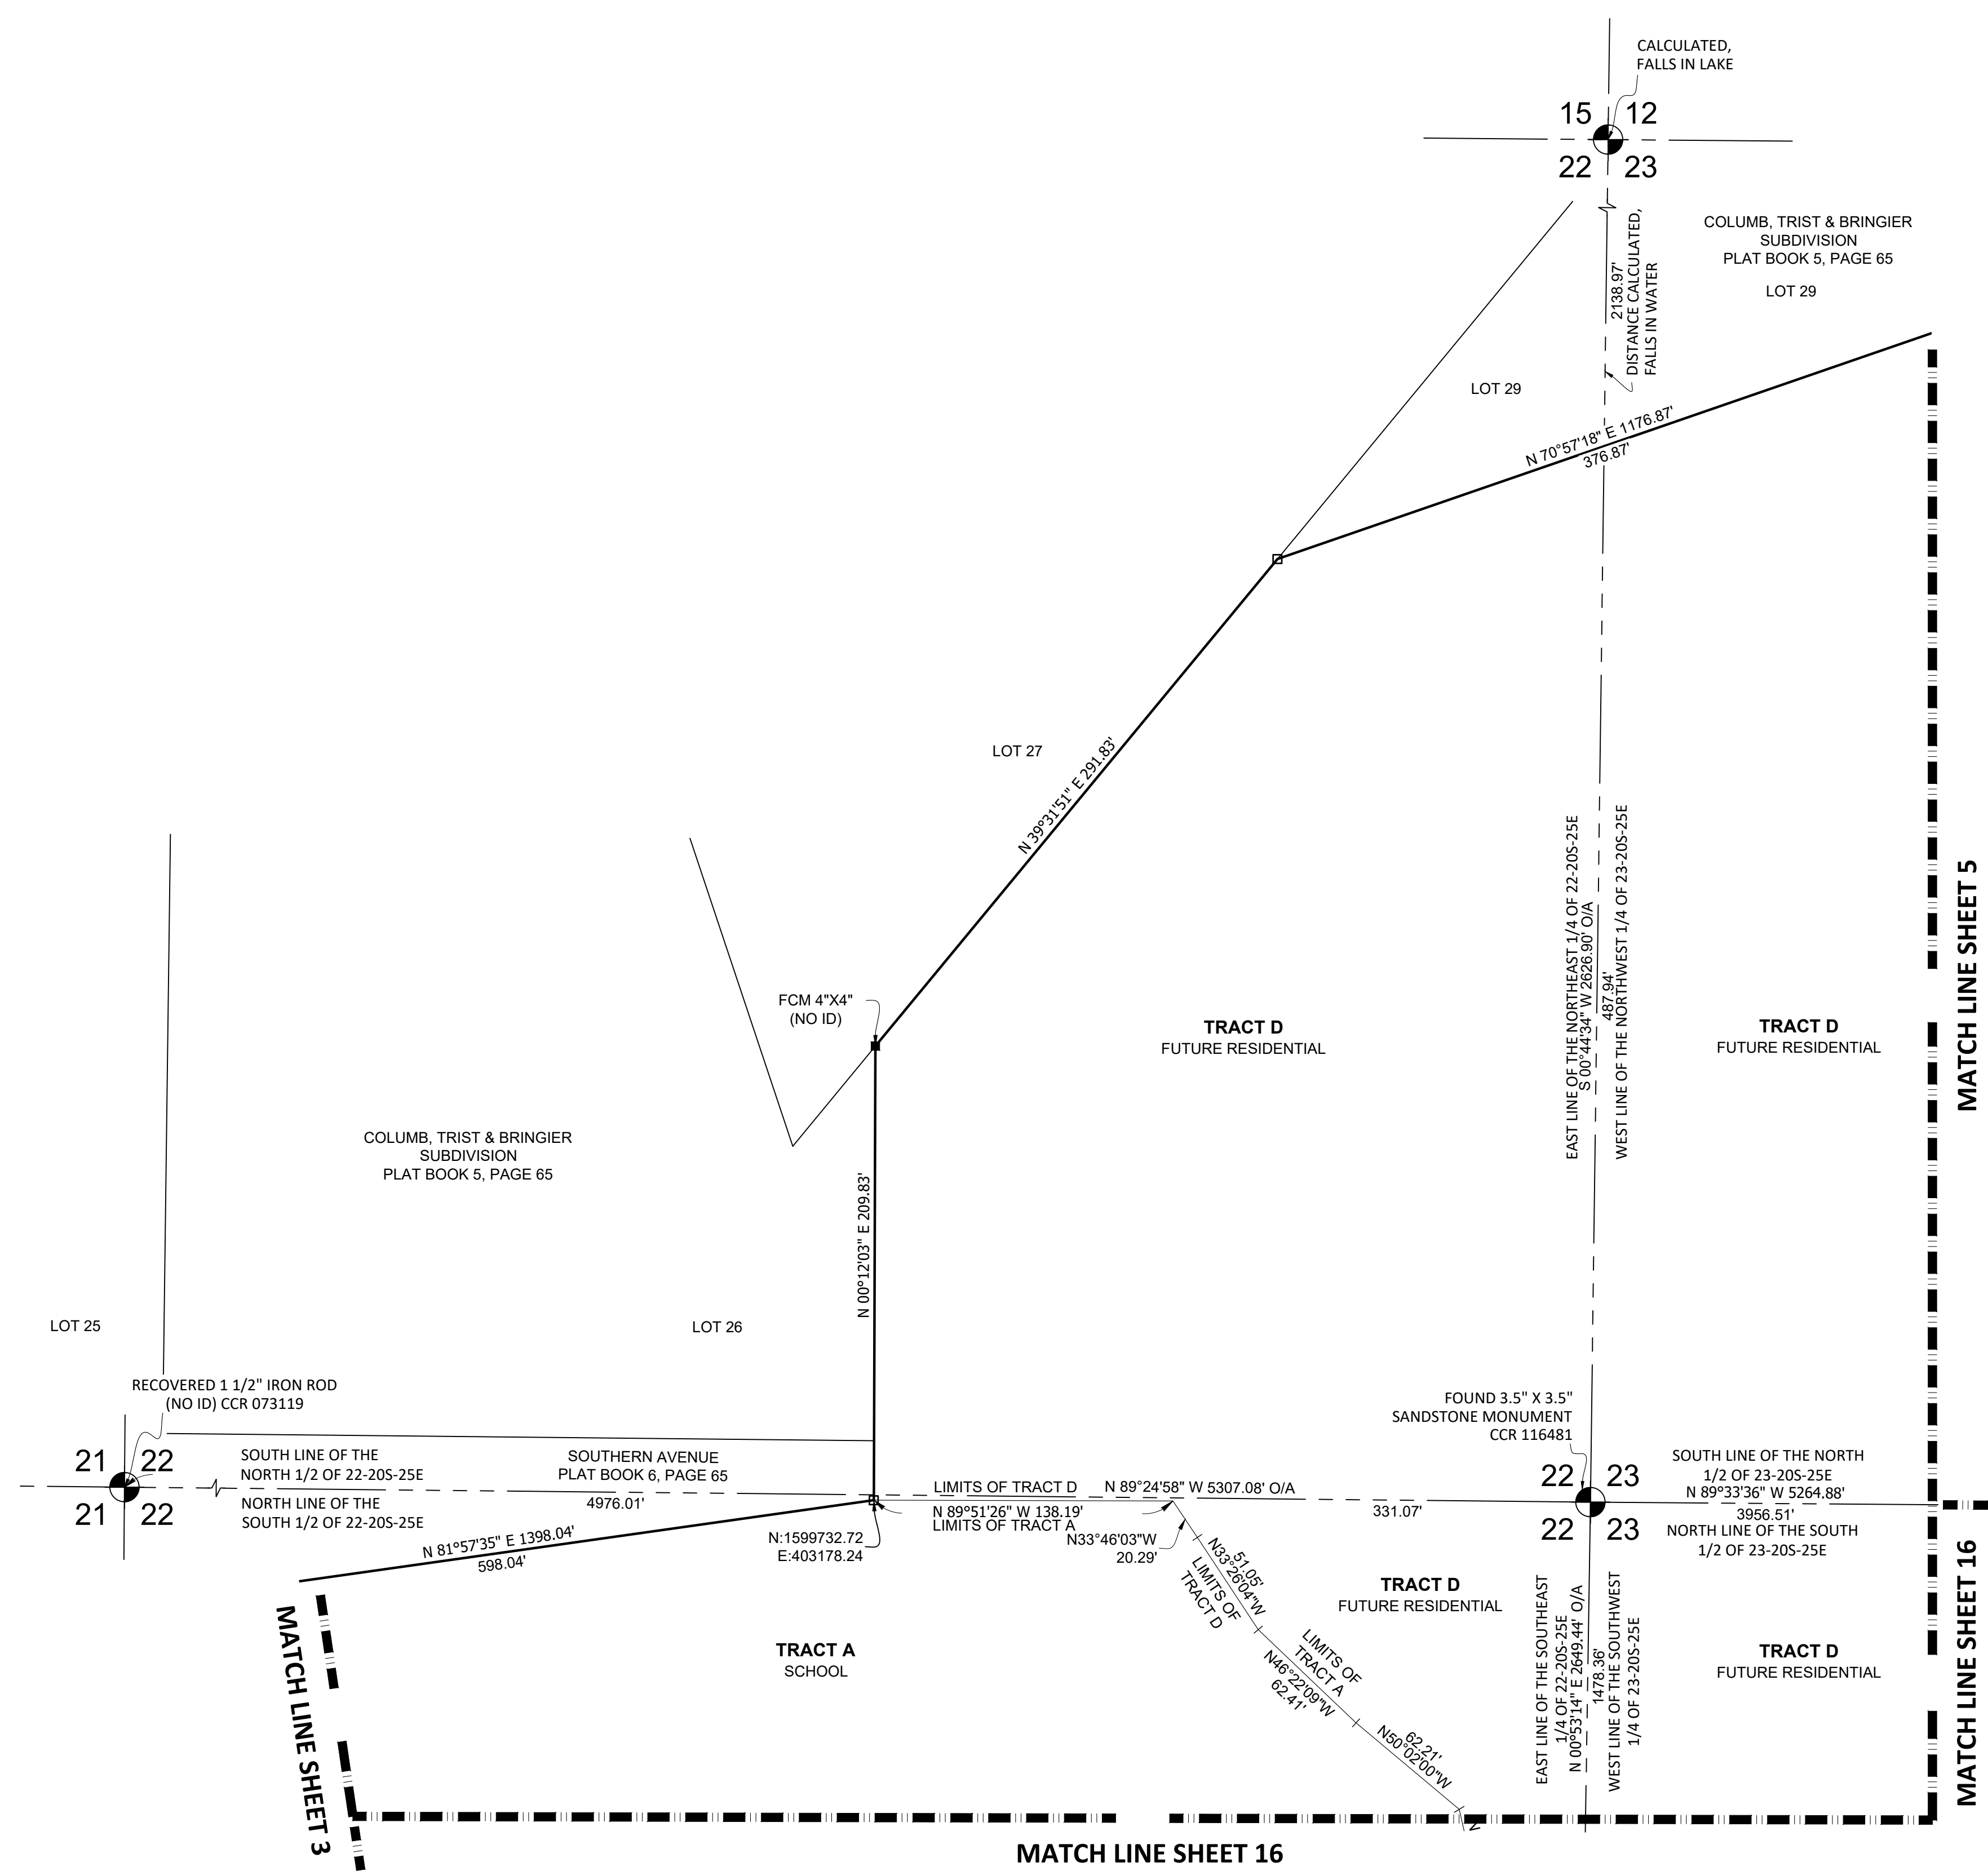 CALCULATED,
FALLS IN LAKE
15 12
22 23
COLUMB, TRIST & BRINGIER
SUBDIVISION
PLAT BOOK 5, PAGE 65
LOT 29
2138.97'
DISTANCE CALCULATED,
FALLS IN WATER
LOT 29
N 70°57'18" E 1176.87'
376.87'
LOT 27
N 39°31'51" E 291.83'
EAST LINE OF THE NORTHEAST 1/4 OF 22-20S-25E
S 00°44'34" W 2626.90' O/A
487.94'
WEST LINE OF THE NORTHWEST 1/4 OF 23-20S-25E
MATCH LINE SHEET 5
FCM 4"X4"
(NO ID)
TRACT D
FUTURE RESIDENTIAL
TRACT D
FUTURE RESIDENTIAL
COLUMB, TRIST & BRINGIER
SUBDIVISION
PLAT BOOK 5, PAGE 65
N 00°12'03" E 209.83'
LOT 25
LOT 26
RECOVERED 1 1/2" IRON ROD
(NO ID) CCR 073119
FOUND 3.5" X 3.5"
SANDSTONE MONUMENT
CCR 116481
21 22
21 22
SOUTH LINE OF THE
NORTH 1/2 OF 22-20S-25E
NORTH LINE OF THE
SOUTH 1/2 OF 22-20S-25E
SOUTHERN AVENUE
PLAT BOOK 6, PAGE 65
4976.01'
LIMITS OF TRACT D
N 89°24'58" W 5307.08' O/A
N 89°51'26" W 138.19'
LIMITS OF TRACT A
331.07'
22 23
22 23
SOUTH LINE OF THE NORTH
1/2 OF 23-20S-25E
N 89°33'36" W 5264.88'
3956.51'
NORTH LINE OF THE SOUTH
1/2 OF 23-20S-25E
N 81°57'35" E 1398.04'
598.04'
N:1599732.72
E:403178.24
N33°46'03"W
20.29'
51.05'
N33°26'04"W
LIMITS OF
TRACT D
LIMITS OF
TRACT A
N46°22'09"W
62.41'
62.21'
N50°02'00"W
N
TRACT D
FUTURE RESIDENTIAL
EAST LINE OF THE SOUTHEAST
1/4 OF 22-20S-25E
N 00°53'14" E 2649.44' O/A
1478.36'
WEST LINE OF THE SOUTHWEST
1/4 OF 23-20S-25E
TRACT D
FUTURE RESIDENTIAL
TRACT A
SCHOOL
MATCH LINE SHEET 3
MATCH LINE SHEET 16
MATCH LINE SHEET 16